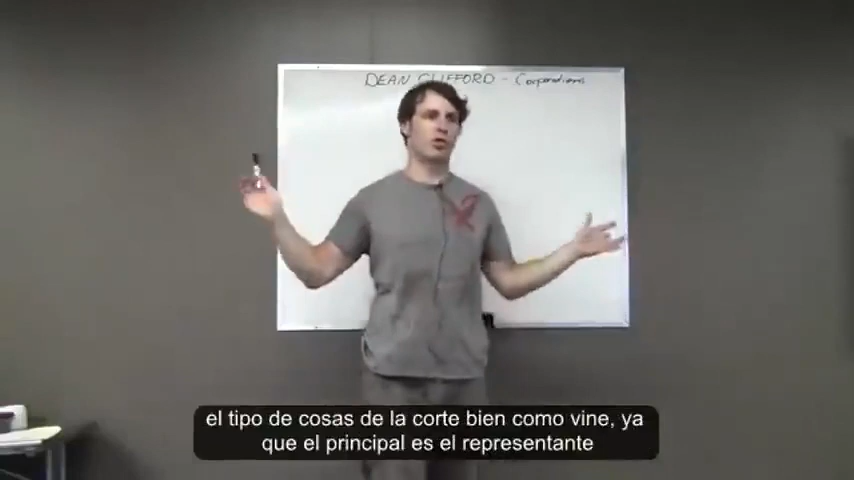 DEAN CLIFFORD - Corporations
el tipo de cosas de la corte bien como vine, ya
que el principal es el representante